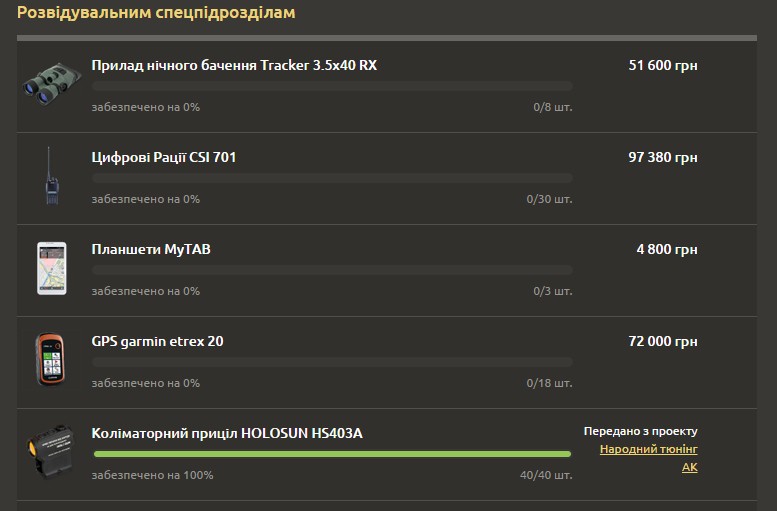 Розвідувальним спецпідрозділам
Прилад нічного бачення Tracker 3.5x40 RX
51 600 грн
забезпечено на 0%
0/8 шт.
Цифрові Рації CSI 701
97 380 грн
забезпечено на 0%
0/30 шт.
Планшети MyTAB
4 800 грн
забезпечено на 0%
0/3 шт.
GPS garmin etrex 20
72 000 грн
забезпечено на 0%
0/18 шт.
Коліматорний приціл HOLOSUN HS403A
Передано з проекту
Народний тюнінг
АК
забезпечено на 100%
40/40 шт.